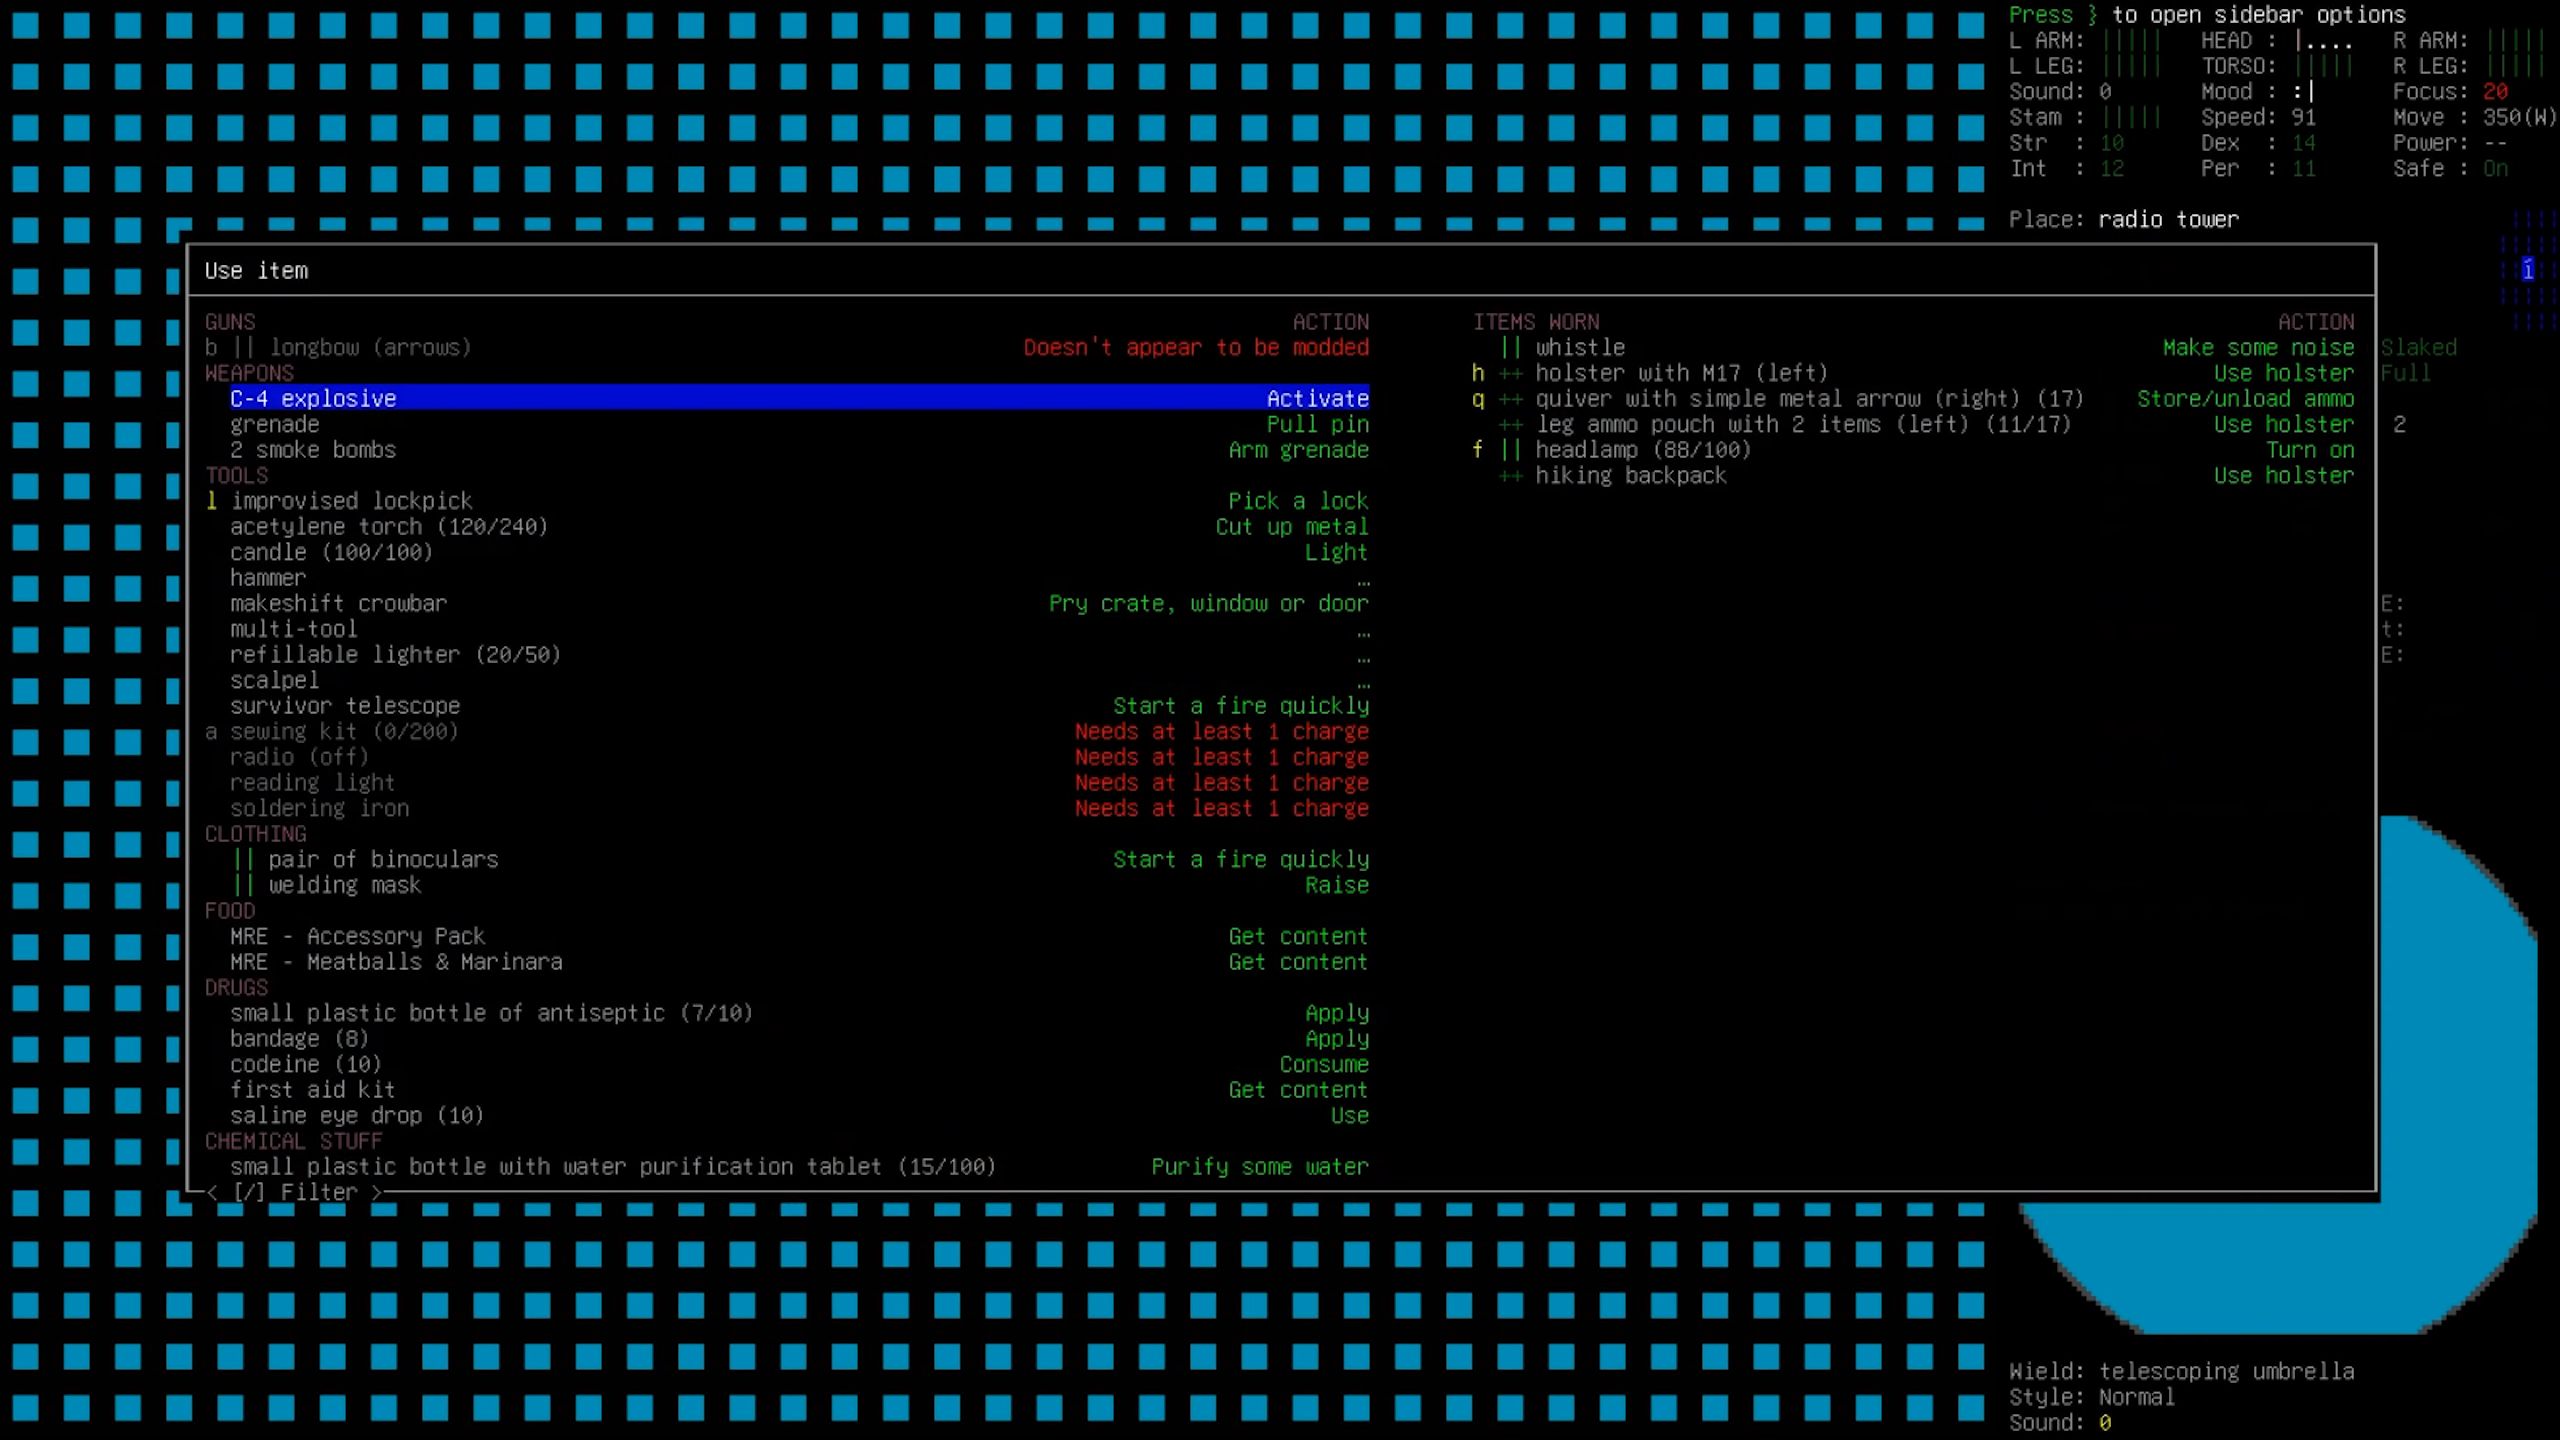 Press } to open sidebar options
L ARM: ||||| HEAD : |.... R ARM: |||||
L LEG: ||||| TORSO: ||||| R LEG: |||||
Sound: 0 Mood : :| Focus: 20
Stam : ||||| Speed: 91 Move : 350(W)
Str : 10 Dex : 14 Power: --
Int : 12 Per : 11 Safe : On
Place: radio tower
Use item
GUNS ACTION
b || longbow (arrows) Doesn't appear to be modded
WEAPONS
C-4 explosive Activate
grenade Pull pin
2 smoke bombs Arm grenade
TOOLS
l improvised lockpick Pick a lock
acetylene torch (120/240) Cut up metal
candle (100/100) Light
hammer …
makeshift crowbar Pry crate, window or door
multi-tool …
refillable lighter (20/50) …
scalpel …
survivor telescope Start a fire quickly
a sewing kit (0/200) Needs at least 1 charge
radio (off) Needs at least 1 charge
reading light Needs at least 1 charge
soldering iron Needs at least 1 charge
CLOTHING
|| pair of binoculars Start a fire quickly
|| welding mask Raise
FOOD
MRE - Accessory Pack Get content
MRE - Meatballs & Marinara Get content
DRUGS
small plastic bottle of antiseptic (7/10) Apply
bandage (8) Apply
codeine (10) Consume
first aid kit Get content
saline eye drop (10) Use
CHEMICAL STUFF
small plastic bottle with water purification tablet (15/100) Purify some water
< [/] Filter >
ITEMS WORN ACTION
|| whistle Make some noise
h ++ holster with M17 (left) Use holster
q ++ quiver with simple metal arrow (right) (17) Store/unload ammo
++ leg ammo pouch with 2 items (left) (11/17) Use holster
f || headlamp (88/100) Turn on
++ hiking backpack Use holster
Slaked
Full
2
E:
t:
E:
Wield: telescoping umbrella
Style: Normal
Sound: 0